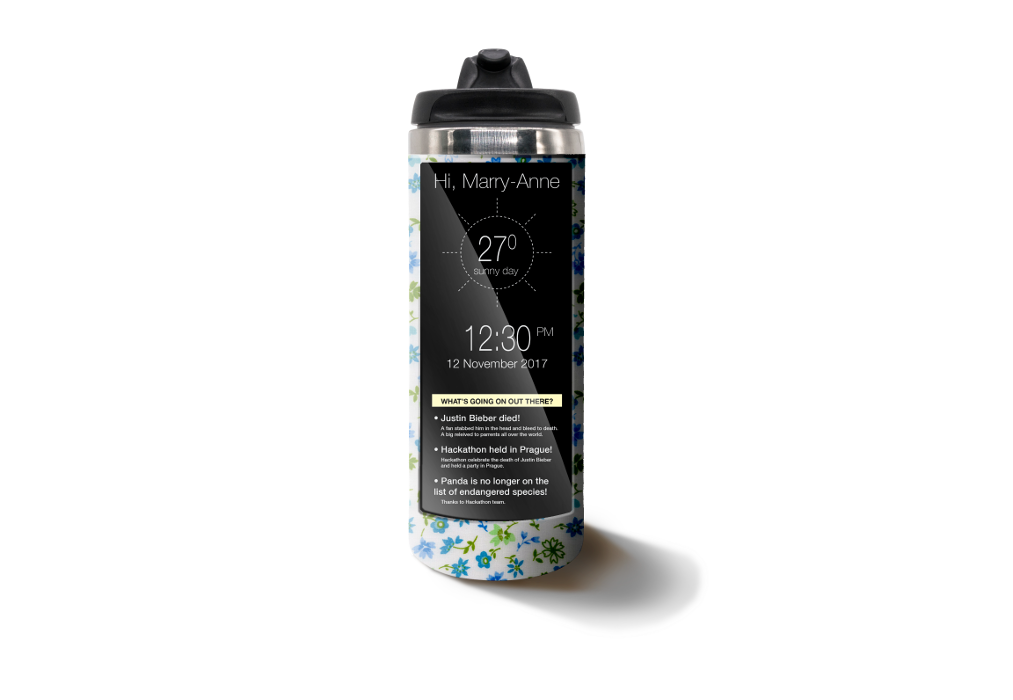 Hi, Marry-Anne
27⁰
sunny day
12:30 PM
12 November 2017
WHAT'S GOING ON OUT THERE?
• Justin Bieber died!
A fan stabbed him in the head and bleed to death.
A big releived to parrents all over the world.
• Hackathon held in Prague!
Hackathon celebrate the death of Justin Bieber
and held a party in Prague.
• Panda is no longer on the
list of endangered species!
Thanks to Hackathon team.